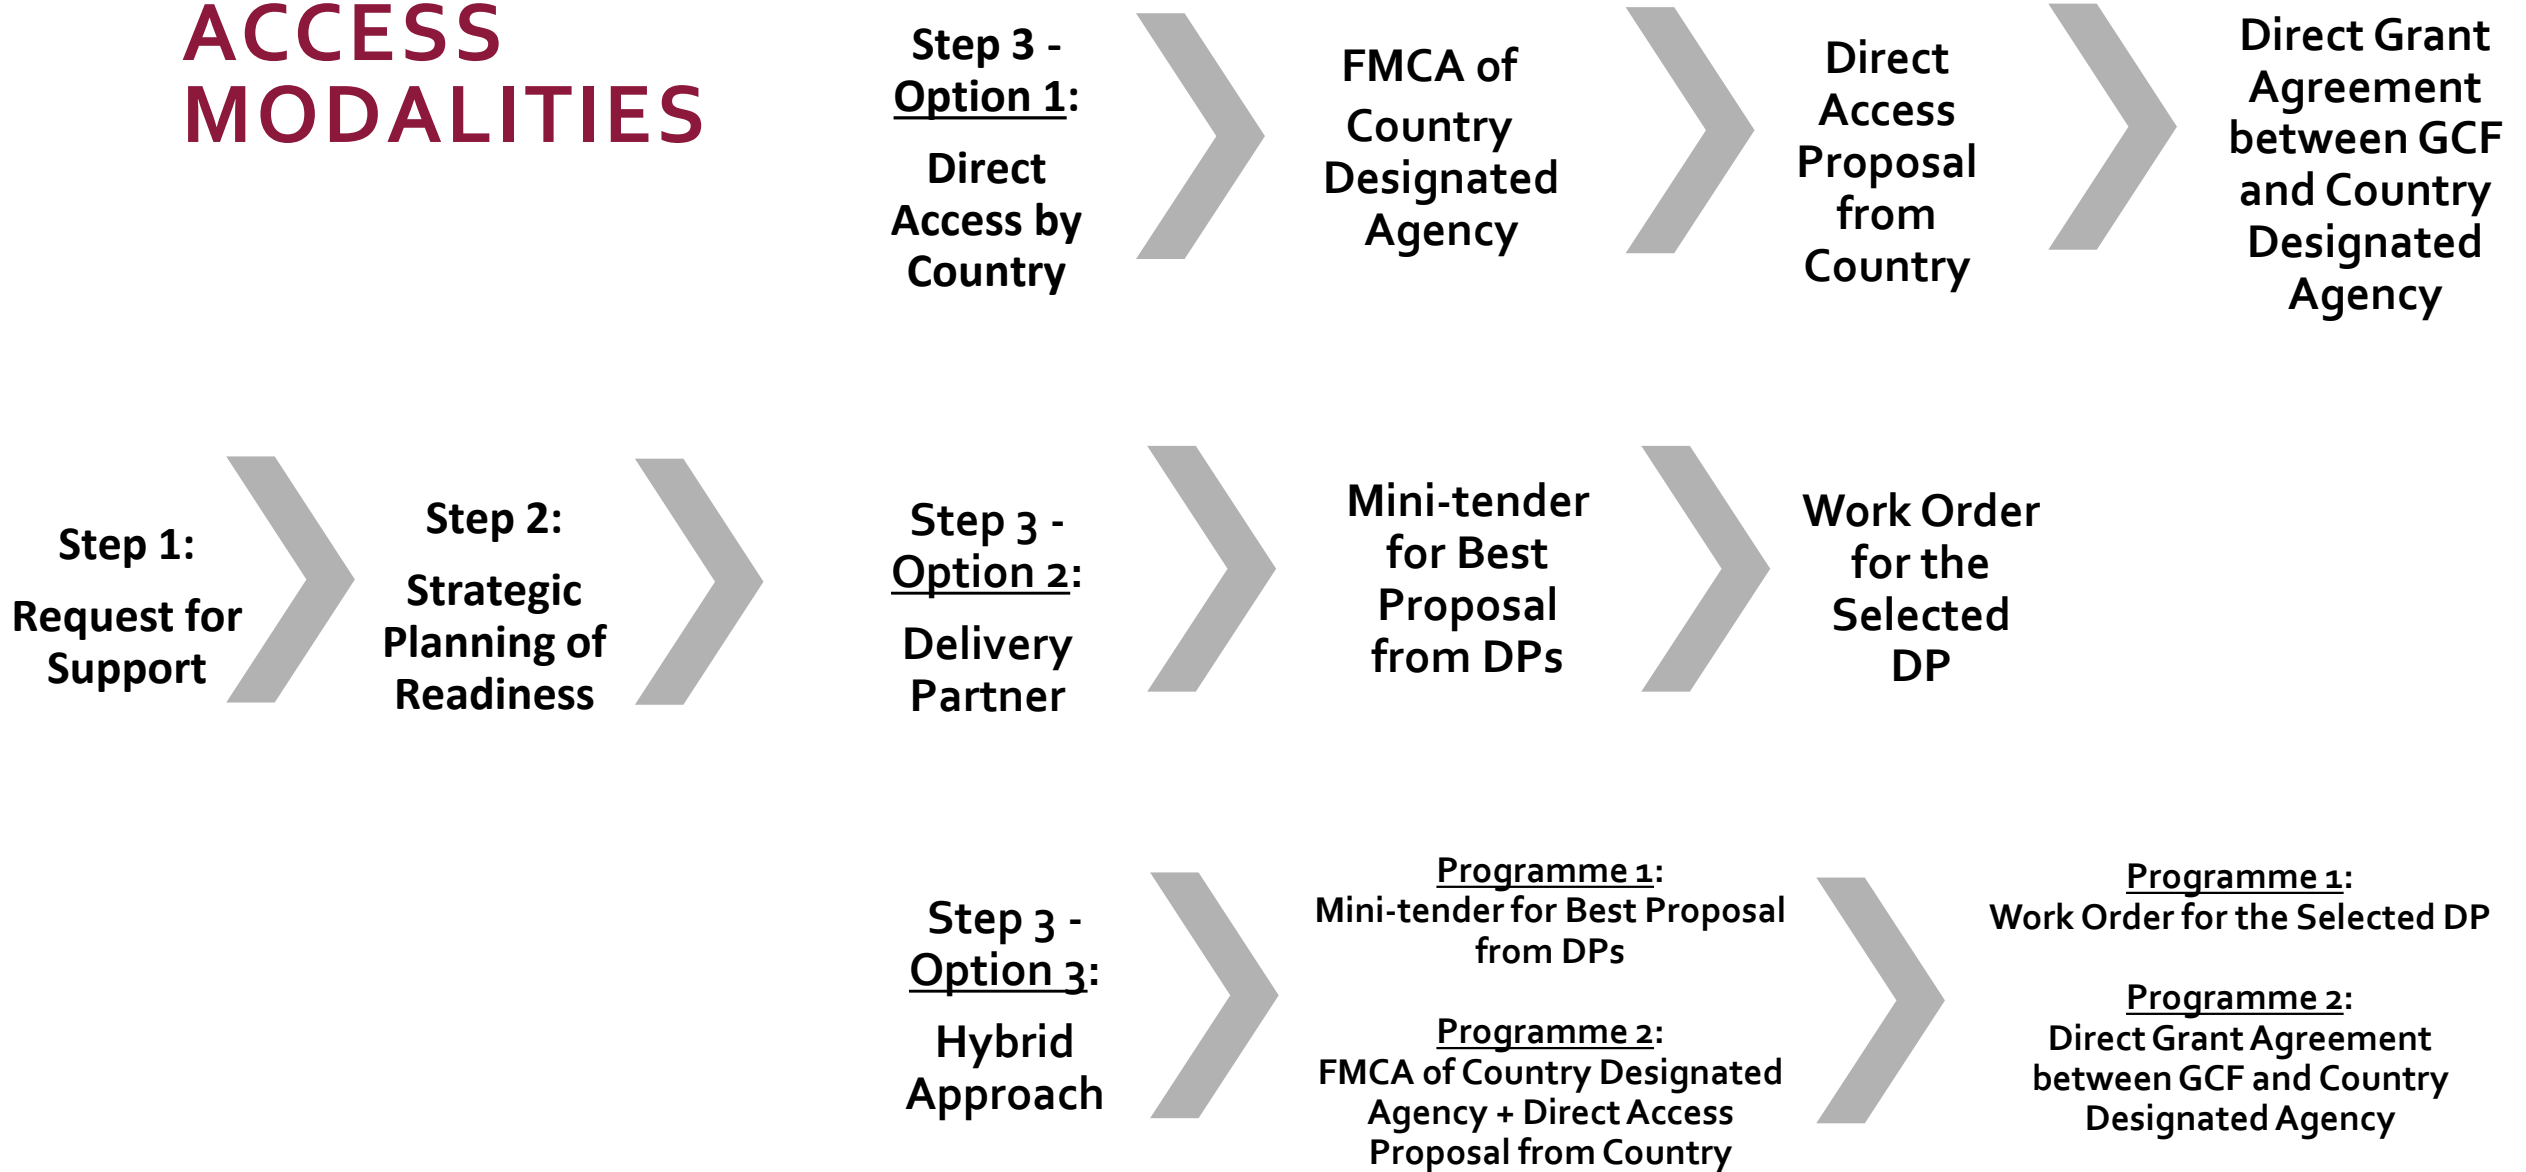 ACCESS
MODALITIES
Step 3 -
Option 1:
Direct
Access by
Country
FMCA of
Country
Designated
Agency
Direct
Access
Proposal
from
Country
Direct Grant
Agreement
between GCF
and Country
Designated
Agency
Step 1:
Request for
Support
Step 2:
Strategic
Planning of
Readiness
Step 3 -
Option 2:
Delivery
Partner
Mini-tender
for Best
Proposal
from DPs
Work Order
for the
Selected
DP
Step 3 -
Option 3:
Hybrid
Approach
Programme 1:
Mini-tender for Best Proposal
from DPs
Programme 2:
FMCA of Country Designated
Agency + Direct Access
Proposal from Country
Programme 1:
Work Order for the Selected DP
Programme 2:
Direct Grant Agreement
between GCF and Country
Designated Agency